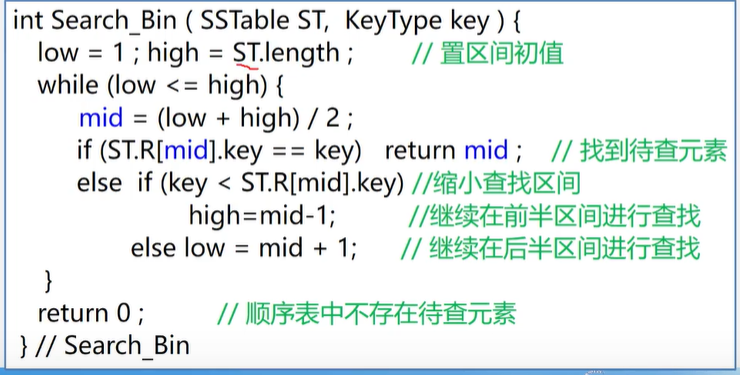 int Search_Bin ( SSTable ST, KeyType key ) {
low = 1 ; high = ST.length ; // 置区间初值
while (low <= high) {
mid = (low + high) / 2 ;
if (ST.R[mid].key == key) return mid ; // 找到待查元素
else if (key < ST.R[mid].key) //缩小查找区间
high=mid-1; //继续在前半区间进行查找
else low = mid + 1; // 继续在后半区间进行查找
}
return 0 ; // 顺序表中不存在待查元素
} // Search_Bin